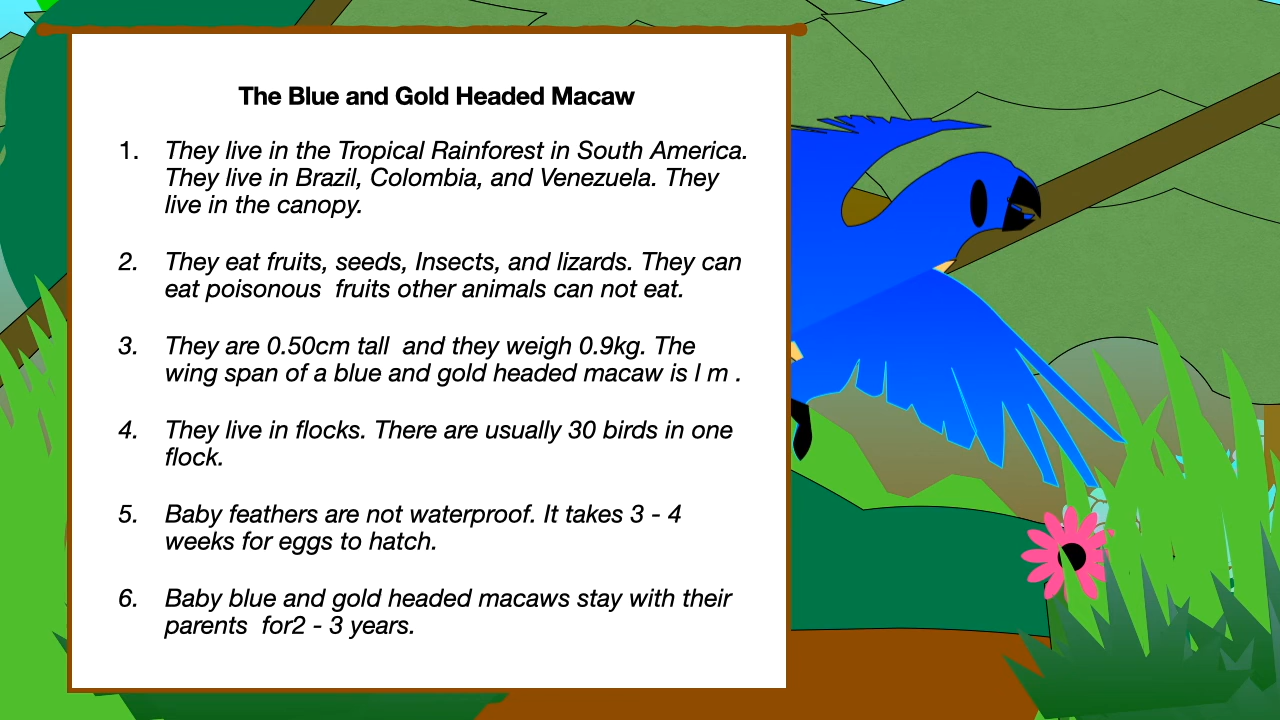 The Blue and Gold Headed Macaw
1. They live in the Tropical Rainforest in South America.
They live in Brazil, Colombia, and Venezuela. They
live in the canopy.
2. They eat fruits, seeds, Insects, and lizards. They can
eat poisonous  fruits other animals can not eat.
3. They are 0.50cm tall  and they weigh 0.9kg. The
wing span of a blue and gold headed macaw is l m .
4. They live in flocks. There are usually 30 birds in one
flock.
5. Baby feathers are not waterproof. It takes 3 - 4
weeks for eggs to hatch.
6. Baby blue and gold headed macaws stay with their
parents  for2 - 3 years.